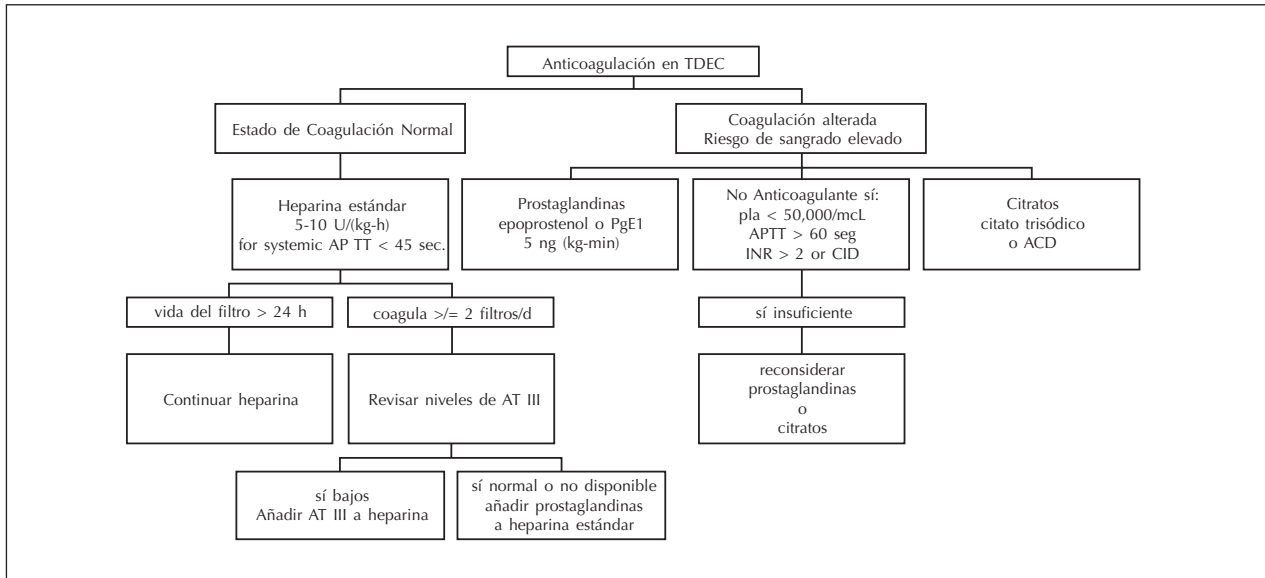 Anticoagulación en TDEC
Estado de Coagulación Normal
Coagulación alterada
Riesgo de sangrado elevado
Heparina estándar
5-10 U/(kg-h)
for systemic AP TT < 45 sec.
Prostaglandinas
epoprostenol o PgE1
5 ng (kg-min)
No Anticoagulante sí:
pla < 50,000/mcL
APTT > 60 seg
INR > 2 or CID
Citratos
citato trisódico
o ACD
vida del filtro > 24 h
coagula >/= 2 filtros/d
sí insuficiente
Continuar heparina
Revisar niveles de AT III
reconsiderar
prostaglandinas
o
citratos
sí bajos
Añadir AT III a heparina
sí normal o no disponible
añadir prostaglandinas
a heparina estándar